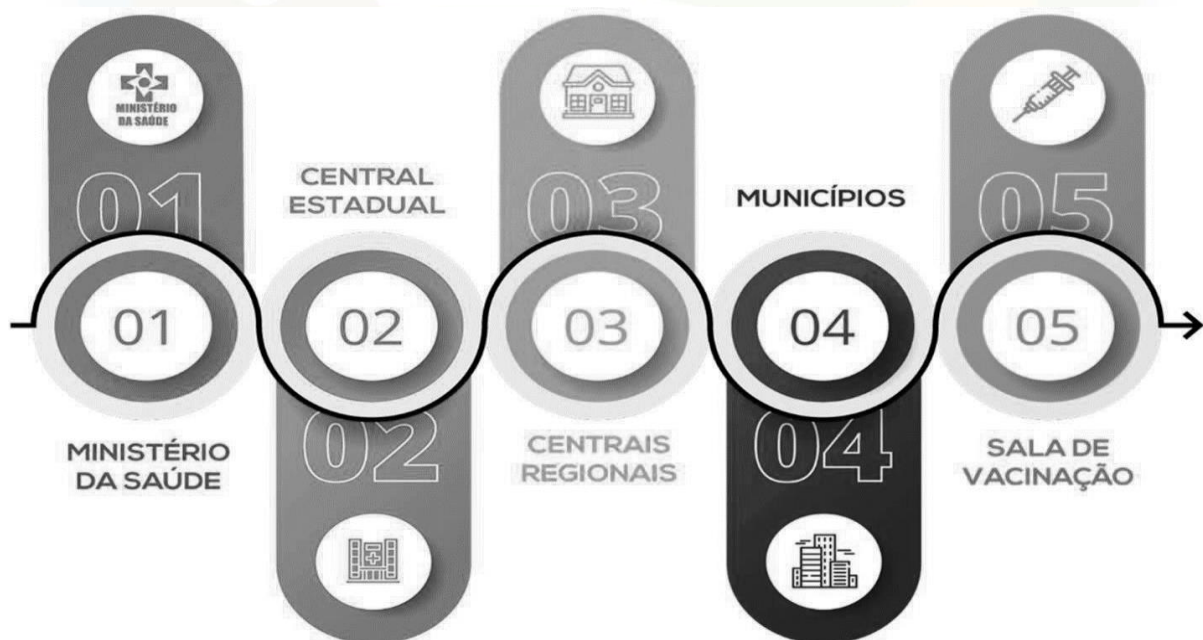 MINISTÉRIO
DA SAÚDE
01
01
MINISTÉRIO
DA SAÚDE
CENTRAL
ESTADUAL
02
02
03
03
CENTRAIS
REGIONAIS
MUNICÍPIOS
04
04
05
05
SALA DE
VACINAÇÃO